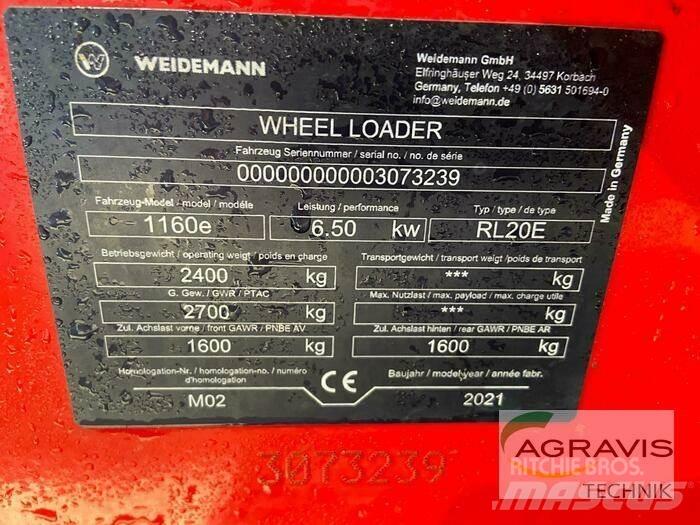 WEIDEMANN
Weidemann GmbH
Elfringhäuser Weg 24, 34497 Korbach
Germany, Telefon +49 (0) 5631 501694-0
info@weidemann.de
WHEEL LOADER
Fahrzeug Seriennummer / serial no. / no. de série
000000000003073239
Made in Germany
Fahrzeug-Model / model / modèle
Leistung / performance
Typ / type / de type
1160e
6.50 kw
RL20E
Betriebsgewicht / operating weigt / poids en charge
Transportgewicht / transport weigt /poids de transport
2400 kg
*** kg
G. Gew. / GWR / PTAC
Max. Nutzlast / max. payload / max. charge utile
2700 kg
*** kg
Zul. Achslast vorne / front GAWR / PNBE AV
Zul. Achslast hinten / rear GAWR / PNBE AR
1600 kg
1600 kg
Homologation-Nr. / homologation-no. / numéro
d'homologation
CE
Baujahr / model year / année fabr.
M02
2021
3073239
AGRAVIS
RITCHIE BROS.
TECHNIK
MASCUS